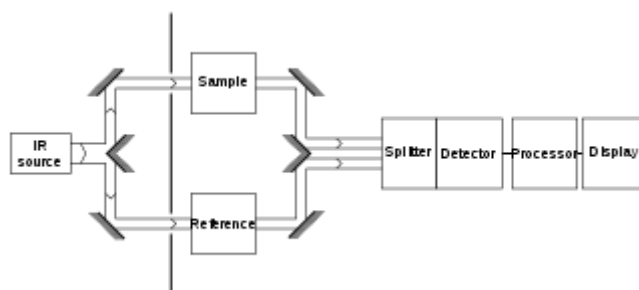 Sample
IR
source
Splitter
Detector
Processor
Display
Reference